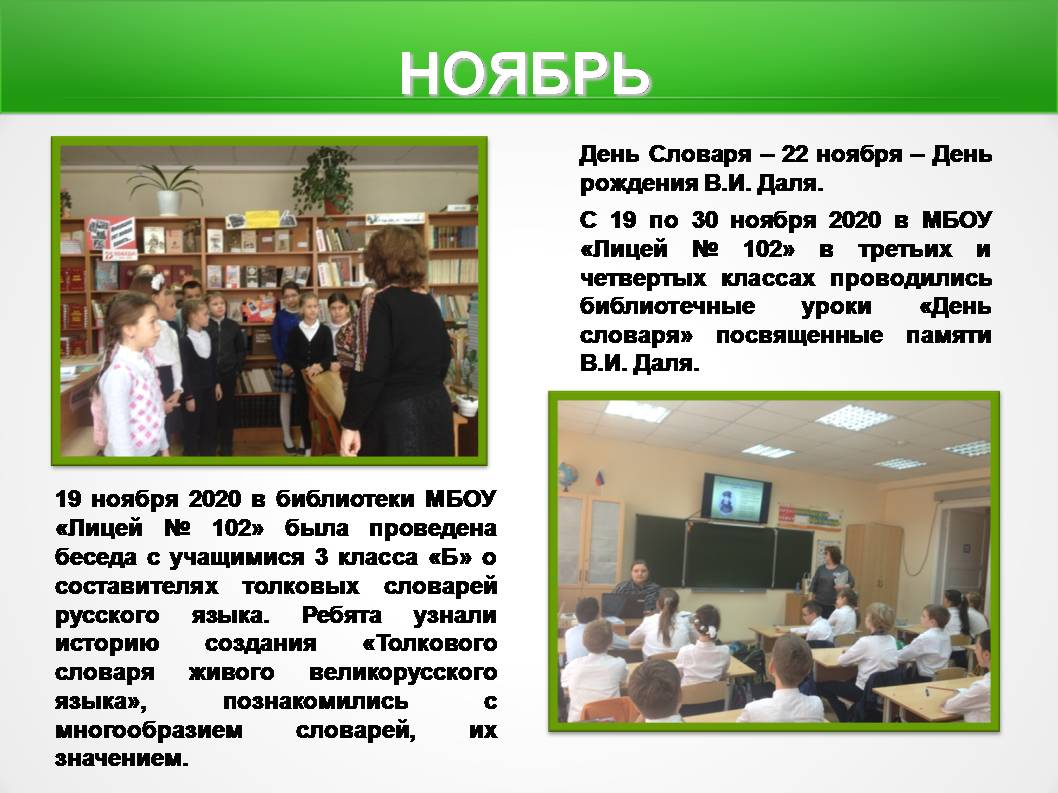 НОЯБРЬ
День Словаря – 22 ноября – День
рождения В.И. Даля.
С 19 по 30 ноября 2020 в МБОУ
«Лицей № 102» в третьих и
четвертых классах проводились
библиотечные уроки «День
словаря» посвященные памяти
В.И. Даля.
19 ноября 2020 в библиотеки МБОУ
«Лицей № 102» была проведена
беседа с учащимися 3 класса «Б» о
составителях толковых словарей
русского языка. Ребята узнали
историю создания «Толкового
словаря живого великорусского
языка», познакомились с
многообразием словарей, их
значением.